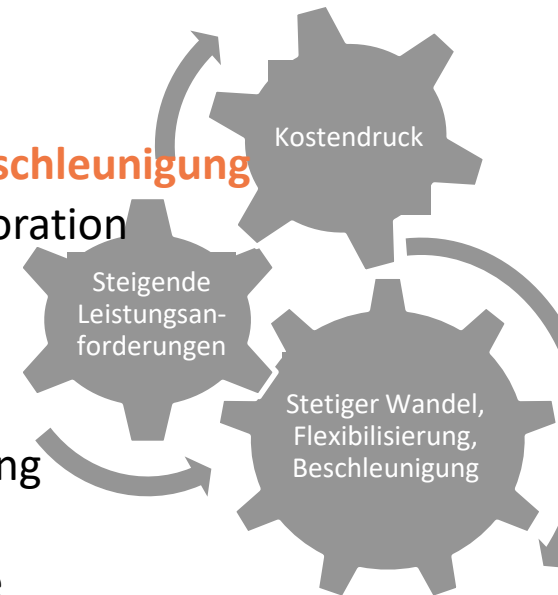 Kostendruck
schleunigung
oration
Steigende
Leistungsan-
forderungen
Stetiger Wandel,
Flexibilisierung,
Beschleunigung
ng